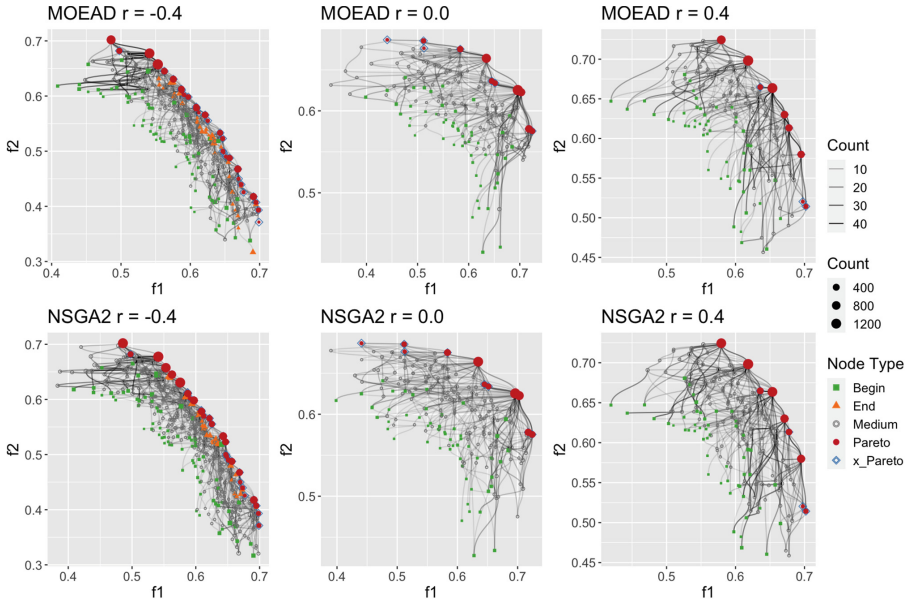 MOEAD r = -0.4
MOEAD r = 0.0
MOEAD r = 0.4
0.7
0.6
0.5
0.4
0.3
f2
0.4
0.5
0.6
0.7
f1
0.6
0.5
f2
0.4
0.5
0.6
0.7
f1
0.70
0.65
0.60
0.55
0.50
0.45
f2
0.5
0.6
0.7
f1
NSGA2 r = -0.4
NSGA2 r = 0.0
NSGA2 r = 0.4
0.7
0.6
0.5
0.4
0.3
f2
0.4
0.5
0.6
0.7
f1
0.6
0.5
f2
0.4
0.5
0.6
0.7
f1
0.70
0.65
0.60
0.55
0.50
0.45
f2
0.5
0.6
0.7
f1
Count
10
20
30
40
Count
400
800
1200
Node Type
Begin
End
Medium
Pareto
x_Pareto